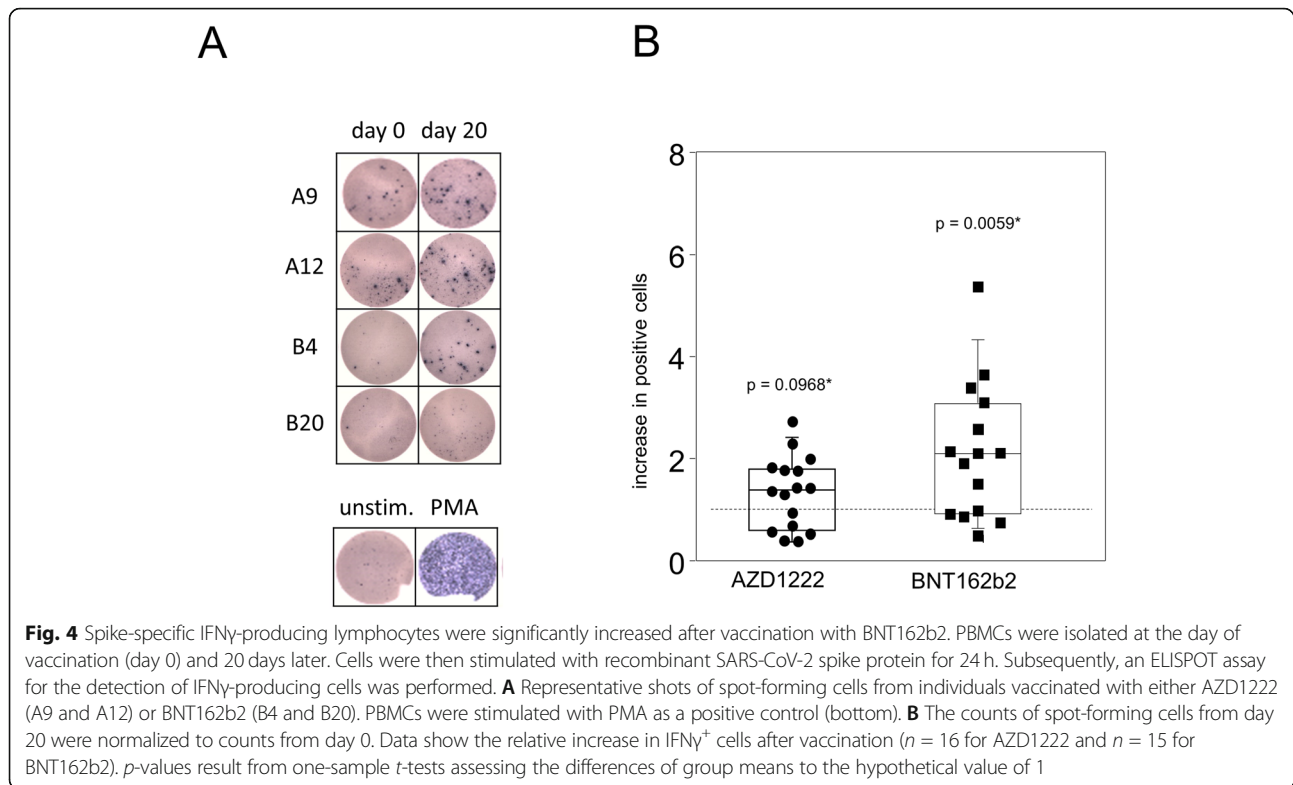 A
B
day 0 day 20
A9
A12
B4
B20
unstim. PMA
increase in positive cells
8
6
4
2
0
p = 0.0968*
p = 0.0059*
AZD1222
BNT162b2
Fig. 4 Spike-specific IFNγ-producing lymphocytes were significantly increased after vaccination with BNT162b2. PBMCs were isolated at the day of
vaccination (day 0) and 20 days later. Cells were then stimulated with recombinant SARS-CoV-2 spike protein for 24 h. Subsequently, an ELISPOT assay
for the detection of IFNγ-producing cells was performed. A Representative shots of spot-forming cells from individuals vaccinated with either AZD1222
(A9 and A12) or BNT162b2 (B4 and B20). PBMCs were stimulated with PMA as a positive control (bottom). B The counts of spot-forming cells from day
20 were normalized to counts from day 0. Data show the relative increase in IFNγ+ cells after vaccination (n = 16 for AZD1222 and n = 15 for
BNT162b2). p-values result from one-sample t-tests assessing the differences of group means to the hypothetical value of 1